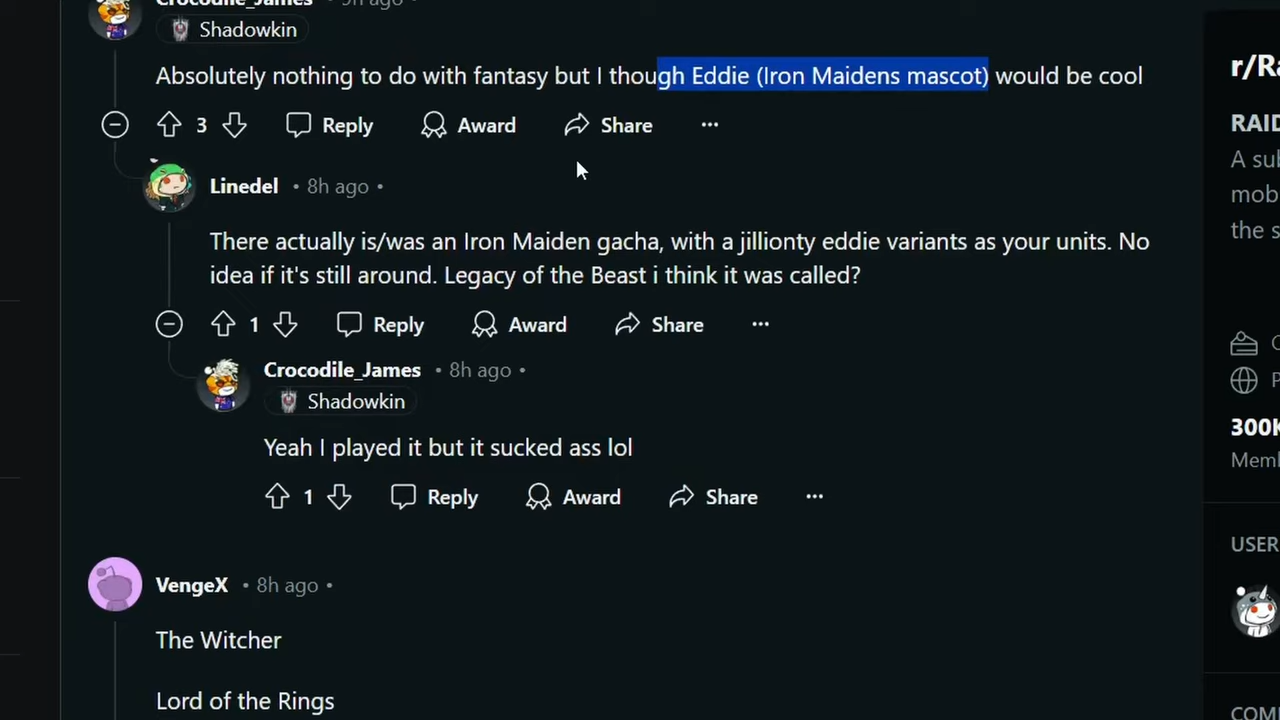 Crocodile_James • 9h ago •
Shadowkin
Absolutely nothing to do with fantasy but I though Eddie (Iron Maidens mascot) would be cool
3 Reply Award Share
r/Ra
RAID
A sub
mob
the s
Linedel • 8h ago •
There actually is/was an Iron Maiden gacha, with a jillionty eddie variants as your units. No
idea if it's still around. Legacy of the Beast i think it was called?
1 Reply Award Share
Crocodile_James • 8h ago •
Shadowkin
Yeah I played it but it sucked ass lol
1 Reply Award Share
C
P
300K
Memb
VengeX • 8h ago •
The Witcher
Lord of the Rings
USER
COM